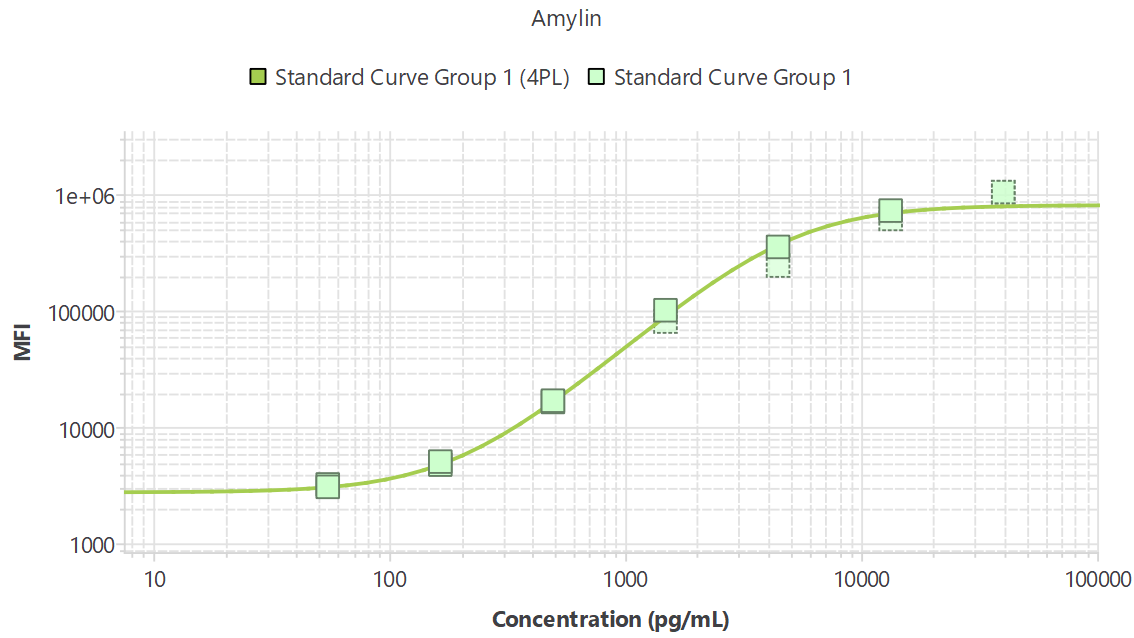 Amylin
Standard Curve Group 1 (4PL) Standard Curve Group 1
1e+06
100000
10000
1000
MFI
10 100 1000 10000 100000
Concentration (pg/mL)